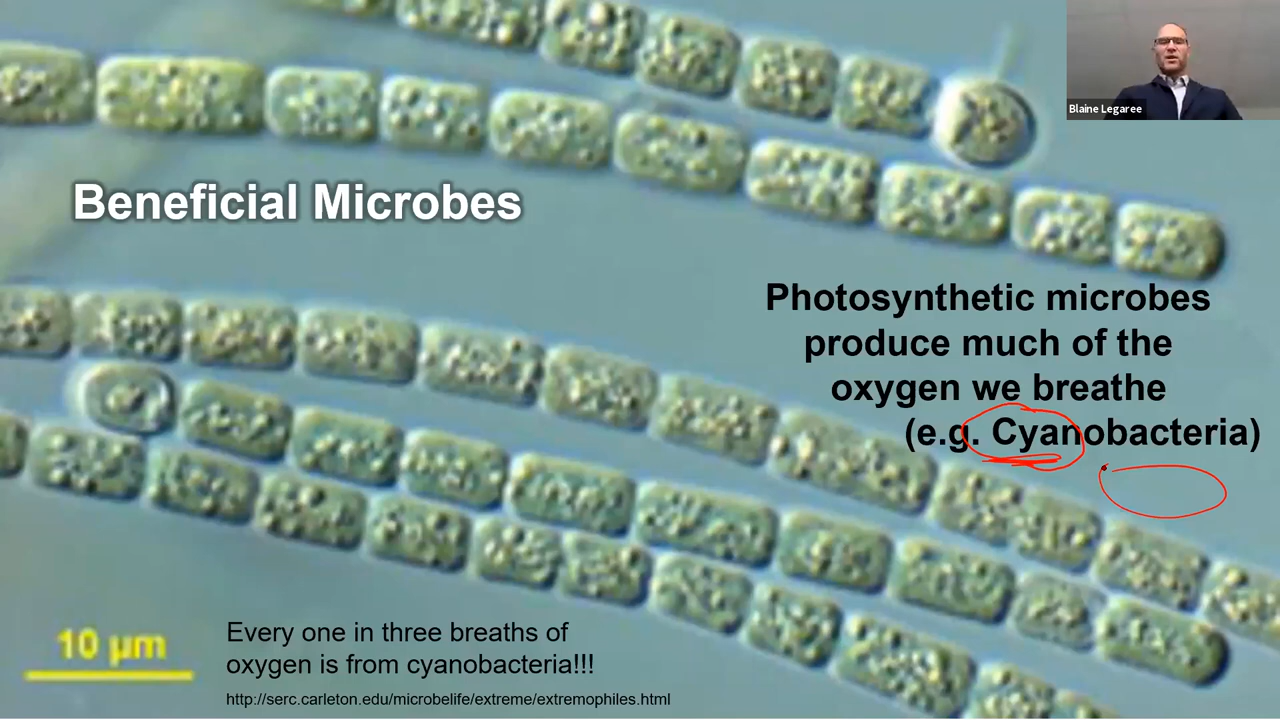 Blaine Legaree
Beneficial Microbes
Photosynthetic microbes
produce much of the
oxygen we breathe
(e.g. Cyanobacteria)
10 µm
Every one in three breaths of
oxygen is from cyanobacteria!!!
http://serc.carleton.edu/microbelife/extreme/extremophiles.html